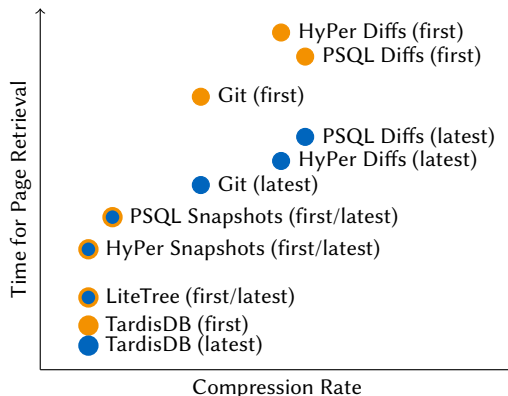 HyPer Diffs (first)
PSQL Diffs (first)
Git (first)
PSQL Diffs (latest)
HyPer Diffs (latest)
Git (latest)
PSQL Snapshots (first/latest)
HyPer Snapshots (first/latest)
LiteTree (first/latest)
TardisDB (first)
TardisDB (latest)
Time for Page Retrieval
Compression Rate